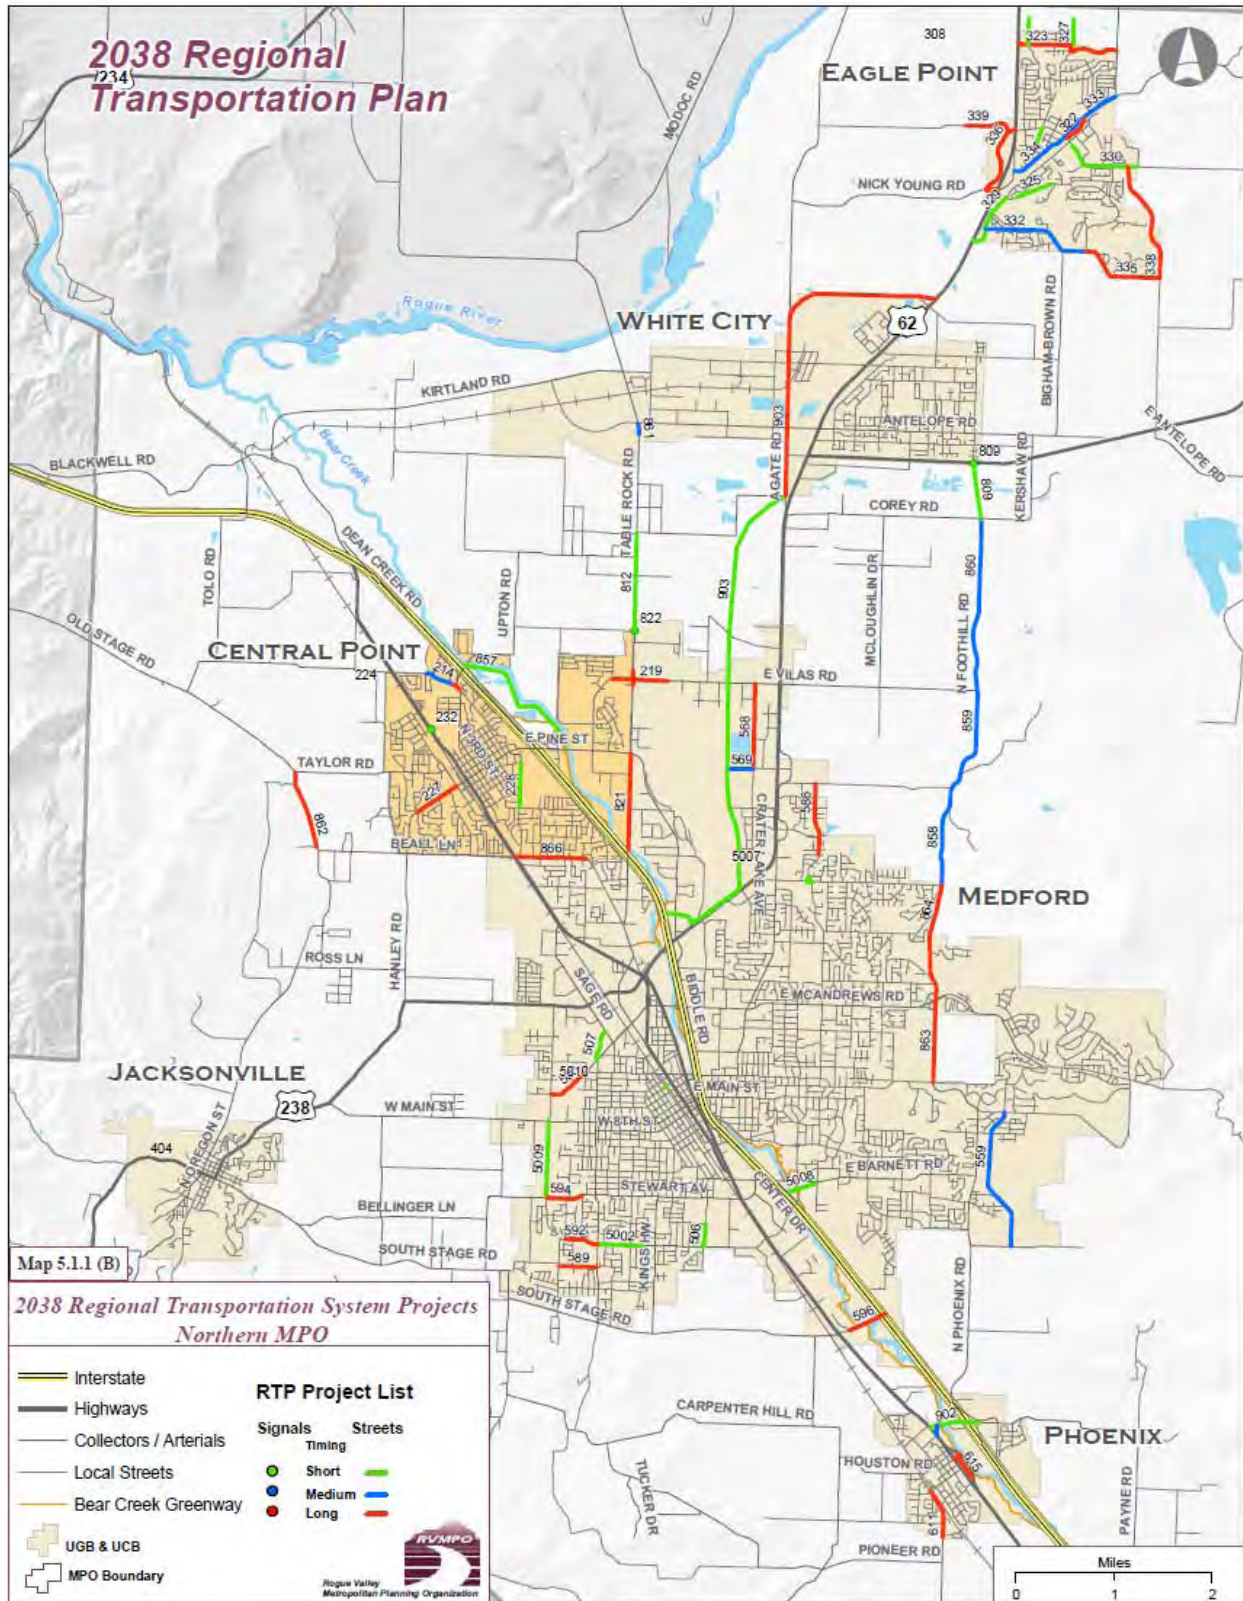 2038 Regional
Transportation Plan
234
308
323
327
EAGLE POINT
MODOC RD
339
336
333
322
334
330
NICK YOUNG RD
325
329
332
335
338
Rogue River
WHITE CITY
62
BIGHAM-BROWN RD
KIRTLAND RD
903
ANTELOPE RD
E ANTELOPE RD
861
Bear Creek
BLACKWELL RD
AGATE RD
809
608
KERSHAW RD
TABLE ROCK RD
COREY RD
DEAN CREEK RD
TOLO RD
UPTON RD
812
903
MCLOUGHLIN DR
860
N FOOTHILL RD
OLD STAGE RD
822
CENTRAL POINT
857
224
214
219
E VILAS RD
232
568
859
N 3RD ST
E PINE ST
569
TAYLOR RD
227
226
821
CRATER LAKE AVE
586
862
858
BEALL LN
866
5007
MEDFORD
864
HANLEY RD
ROSS LN
SAGE RD
BIDDLE RD
E MCANDREWS RD
863
507
JACKSONVILLE
5010
E MAIN ST
238
W MAIN ST
W 8TH ST
N OREGON ST
404
5009
559
E BARNETT RD
5008
STEWART AV
594
CENTER DR
BELLINGER LN
592
5002
506
SOUTH STAGE RD
589
KINGS HW
N PHOENIX RD
SOUTH STAGE RD
596
Map 5.1.1 (B)
2038 Regional Transportation System Projects
Northern MPO
Interstate
Highways
Collectors / Arterials
Local Streets
Bear Creek Greenway
UGB & UCB
MPO Boundary
RTP Project List
Signals Streets
Timing
Short
Medium
Long
RVMPO
Rogue Valley
Metropolitan Planning Organization
CARPENTER HILL RD
902
PHOENIX
HOUSTON RD
615
TUCKER DR
PAYNE RD
611
PIONEER RD
Miles
0 1 2